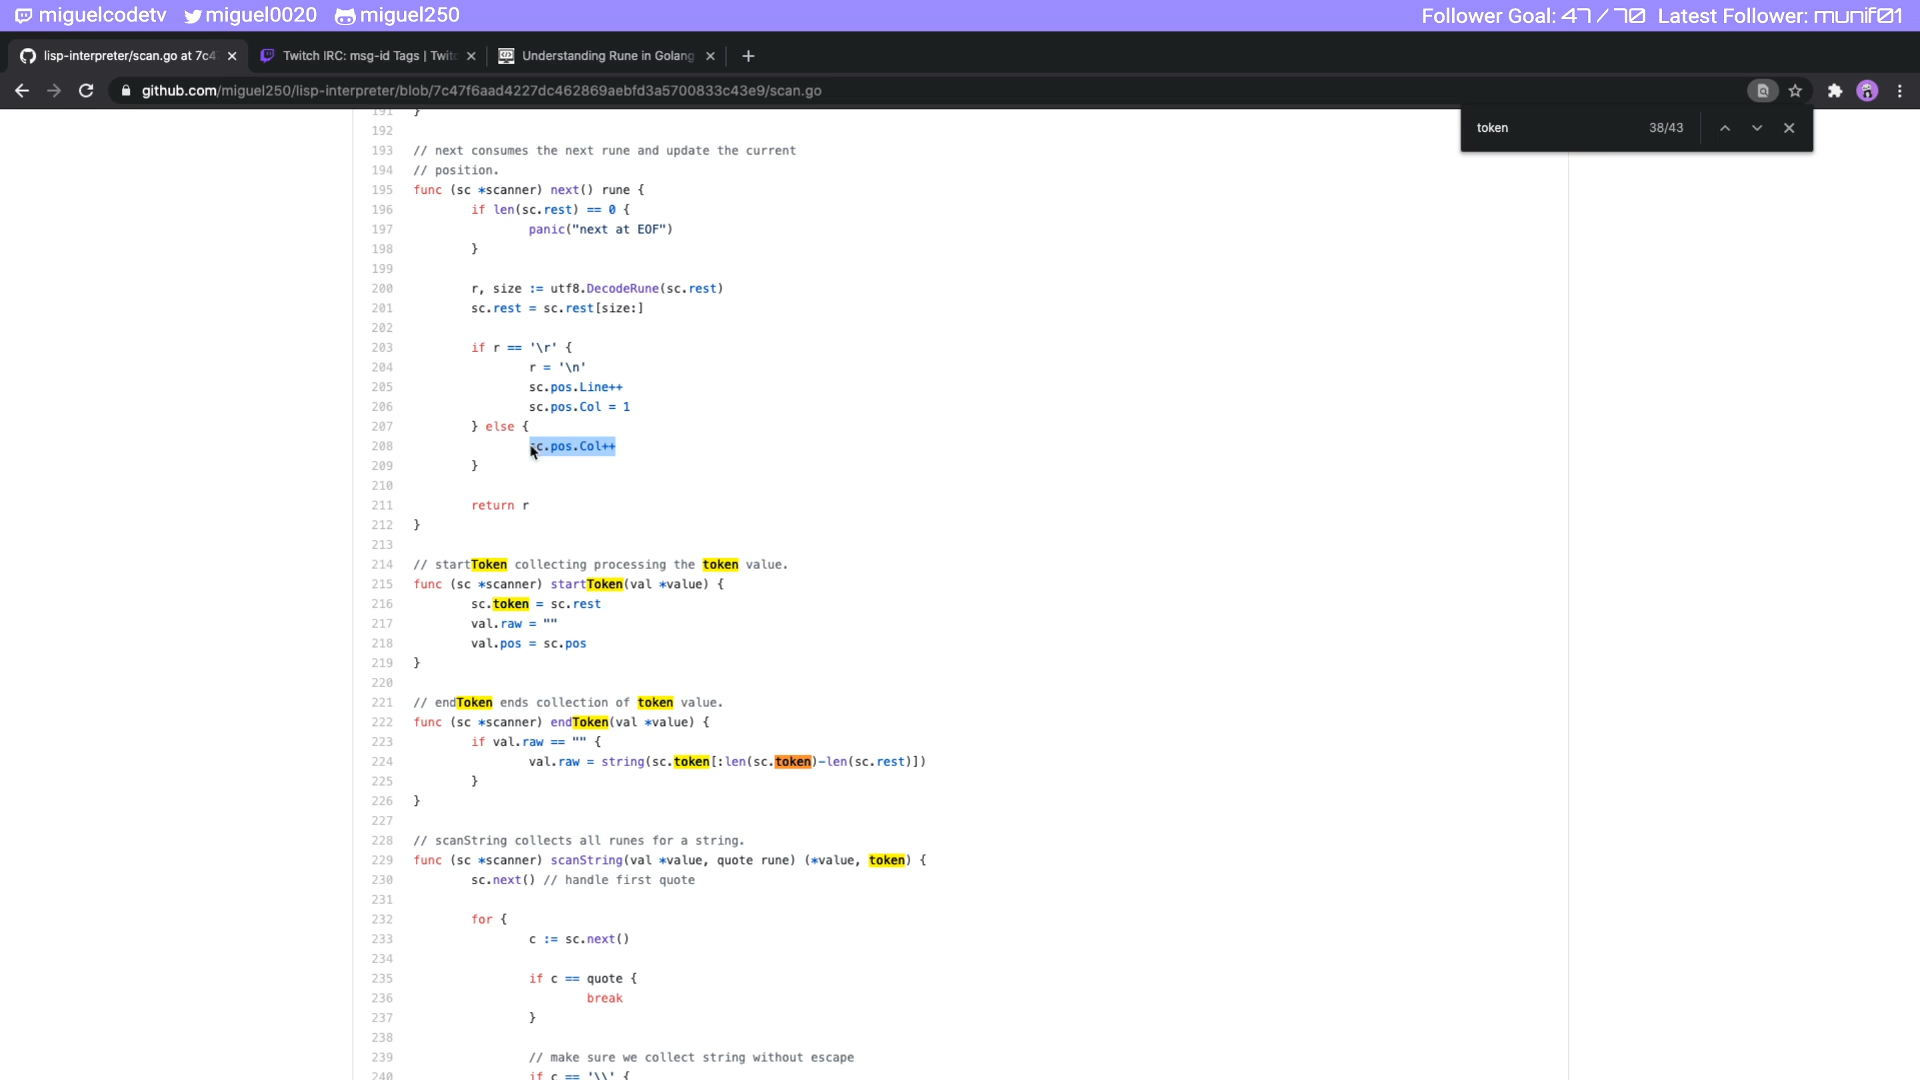 miguelcodetv miguel0020 miguel250 Follower Goal: 47 / 70 Latest Follower: munif01
lisp-interpreter/scan.go at 7c4 Twitch IRC: msg-id Tags | Twit Understanding Rune in Golang
github.com/miguel250/lisp-interpreter/blob/7c47f6aad4227dc462869aebfd3a5700833c43e9/scan.go
token 38/43
191 }
192
193 // next consumes the next rune and update the current
194 // position.
195 func (sc *scanner) next() rune {
196 if len(sc.rest) == 0 {
197 panic("next at EOF")
198 }
199
200 r, size := utf8.DecodeRune(sc.rest)
201 sc.rest = sc.rest[size:]
202
203 if r == '\r' {
204 r = '\n'
205 sc.pos.Line++
206 sc.pos.Col = 1
207 } else {
208 sc.pos.Col++
209 }
210
211 return r
212 }
213
214 // startToken collecting processing the token value.
215 func (sc *scanner) startToken(val *value) {
216 sc.token = sc.rest
217 val.raw = ""
218 val.pos = sc.pos
219 }
220
221 // endToken ends collection of token value.
222 func (sc *scanner) endToken(val *value) {
223 if val.raw == "" {
224 val.raw = string(sc.token[:len(sc.token)-len(sc.rest)])
225 }
226 }
227
228 // scanString collects all runes for a string.
229 func (sc *scanner) scanString(val *value, quote rune) (*value, token) {
230 sc.next() // handle first quote
231
232 for {
233 c := sc.next()
234
235 if c == quote {
236 break
237 }
238
239 // make sure we collect string without escape
240 if c == '\\' {